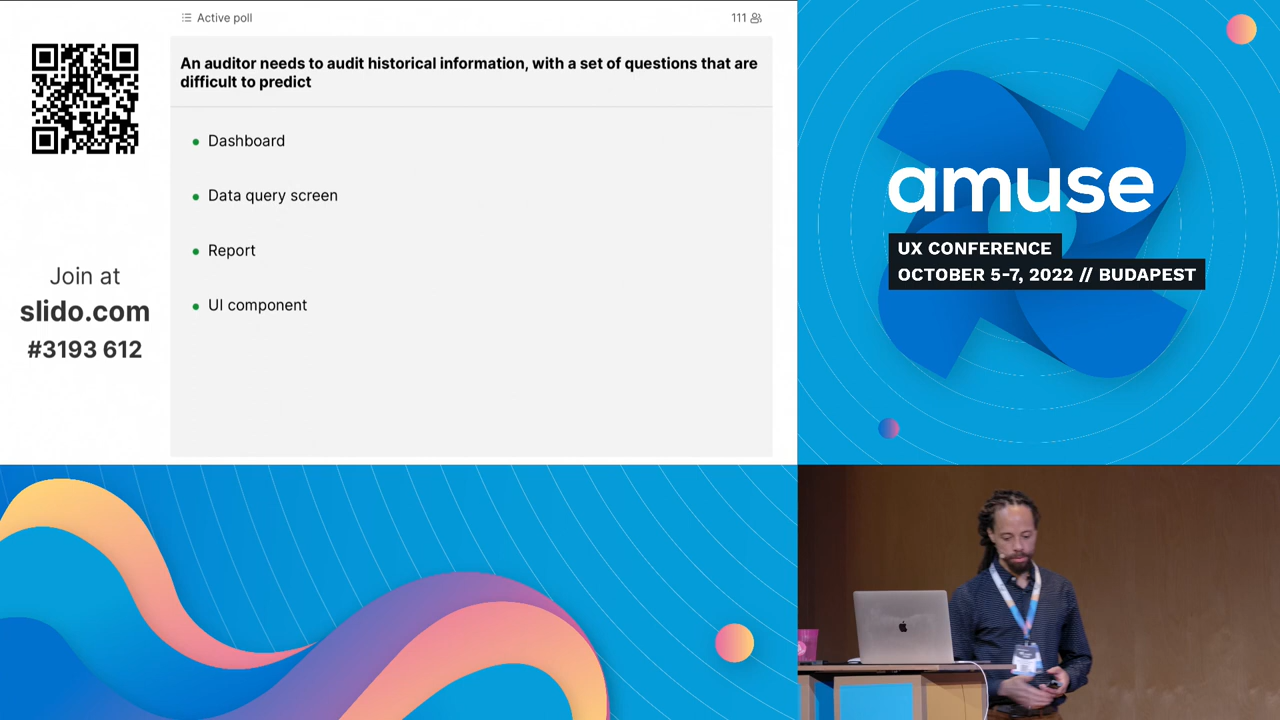 Active poll
111
An auditor needs to audit historical information, with a set of questions that are
difficult to predict
Dashboard
Data query screen
Report
UI component
Join at
slido.com
#3193 612
amuse
UX CONFERENCE
OCTOBER 5-7, 2022 // BUDAPEST